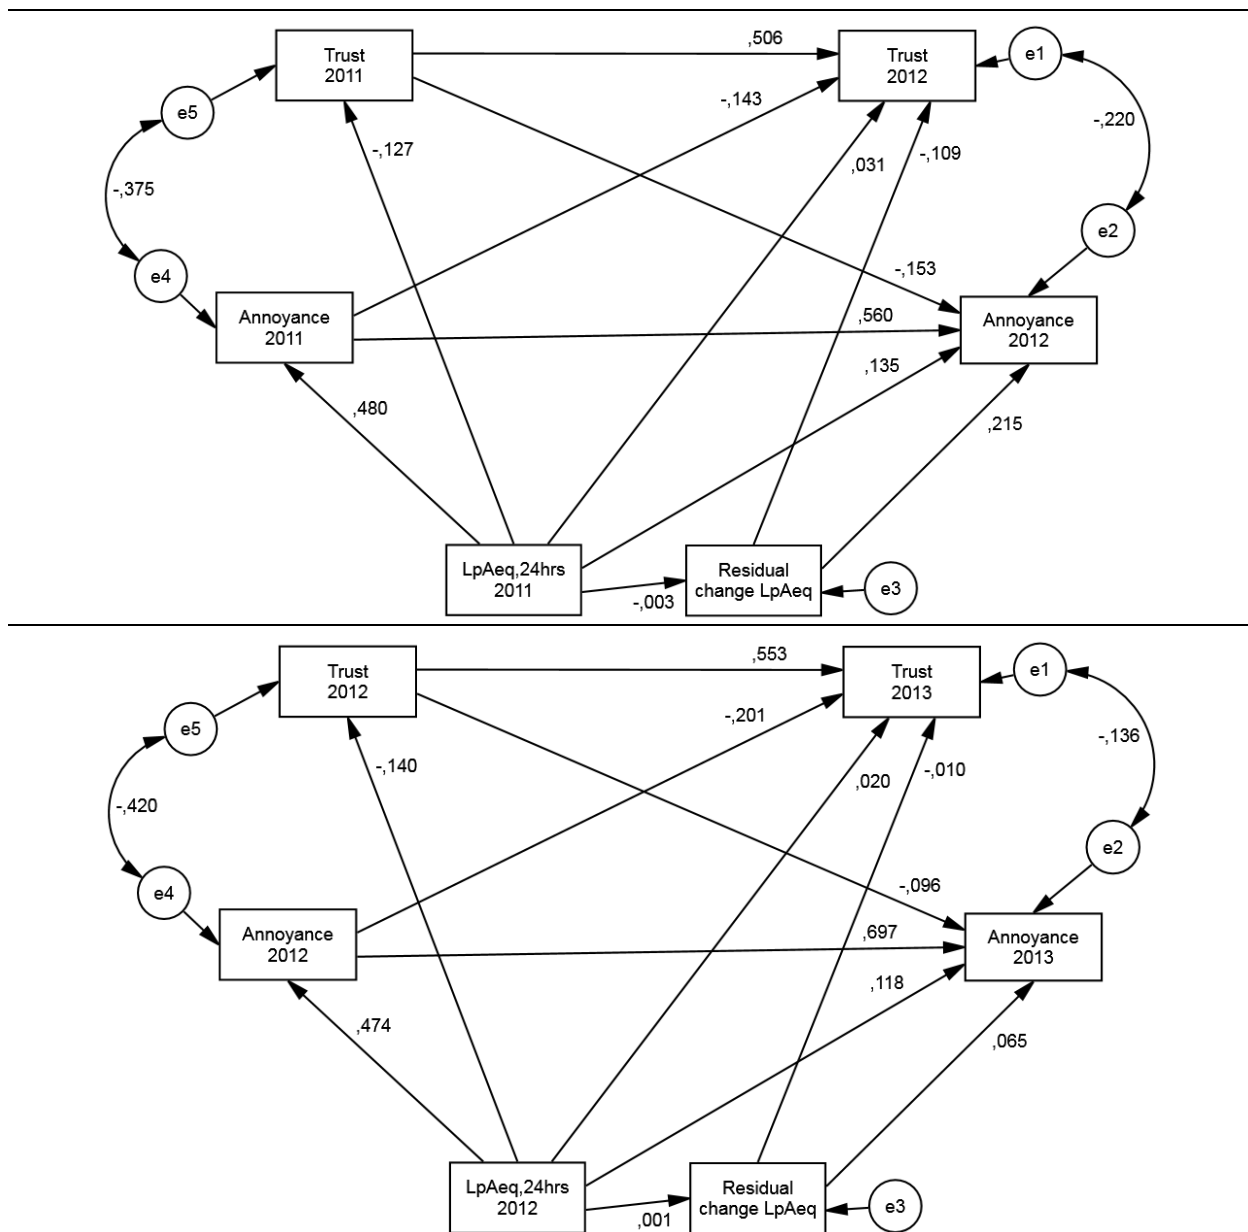 Trust
2011
,506
Trust
2012
e1
e5
-,143
-,127
,031
-,109
-,220
-,375
e4
e2
-,153
Annoyance
2011
,560
Annoyance
2012
,135
,480
,215
LpAeq,24hrs
2011
-,003
Residual
change LpAeq
e3
Trust
2012
,553
Trust
2013
e1
e5
-,201
-,140
,020
-,010
-,136
-,420
e4
e2
-,096
Annoyance
2012
,697
Annoyance
2013
,118
,474
,065
LpAeq,24hrs
2012
,001
Residual
change LpAeq
e3